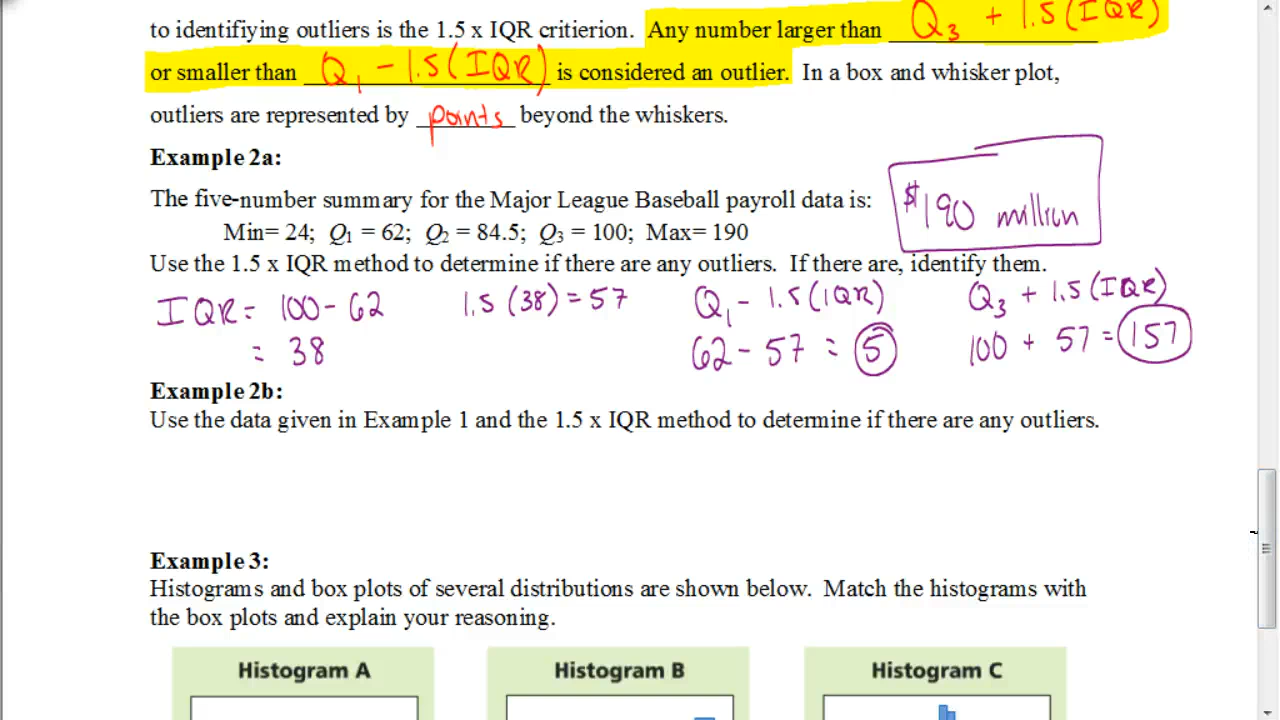 to identifiying outliers is the 1.5 x IQR critierion. Any number larger than Q3 + 1.5(IQR)
or smaller than Q1 - 1.5(IQR) is considered an outlier. In a box and whisker plot,
outliers are represented by points beyond the whiskers.
Example 2a:
The five-number summary for the Major League Baseball payroll data is:
$190 million
Min= 24; Q1 = 62; Q2 = 84.5; Q3 = 100; Max= 190
Use the 1.5 x IQR method to determine if there are any outliers. If there are, identify them.
IQR = 100 - 62 1.5 (38) = 57 Q1 - 1.5 (IQR) Q3 + 1.5 (IQR)
= 38 62 - 57 = 5 100 + 57 = 157
Example 2b:
Use the data given in Example 1 and the 1.5 x IQR method to determine if there are any outliers.
Example 3:
Histograms and box plots of several distributions are shown below. Match the histograms with
the box plots and explain your reasoning.
Histogram A Histogram B Histogram C